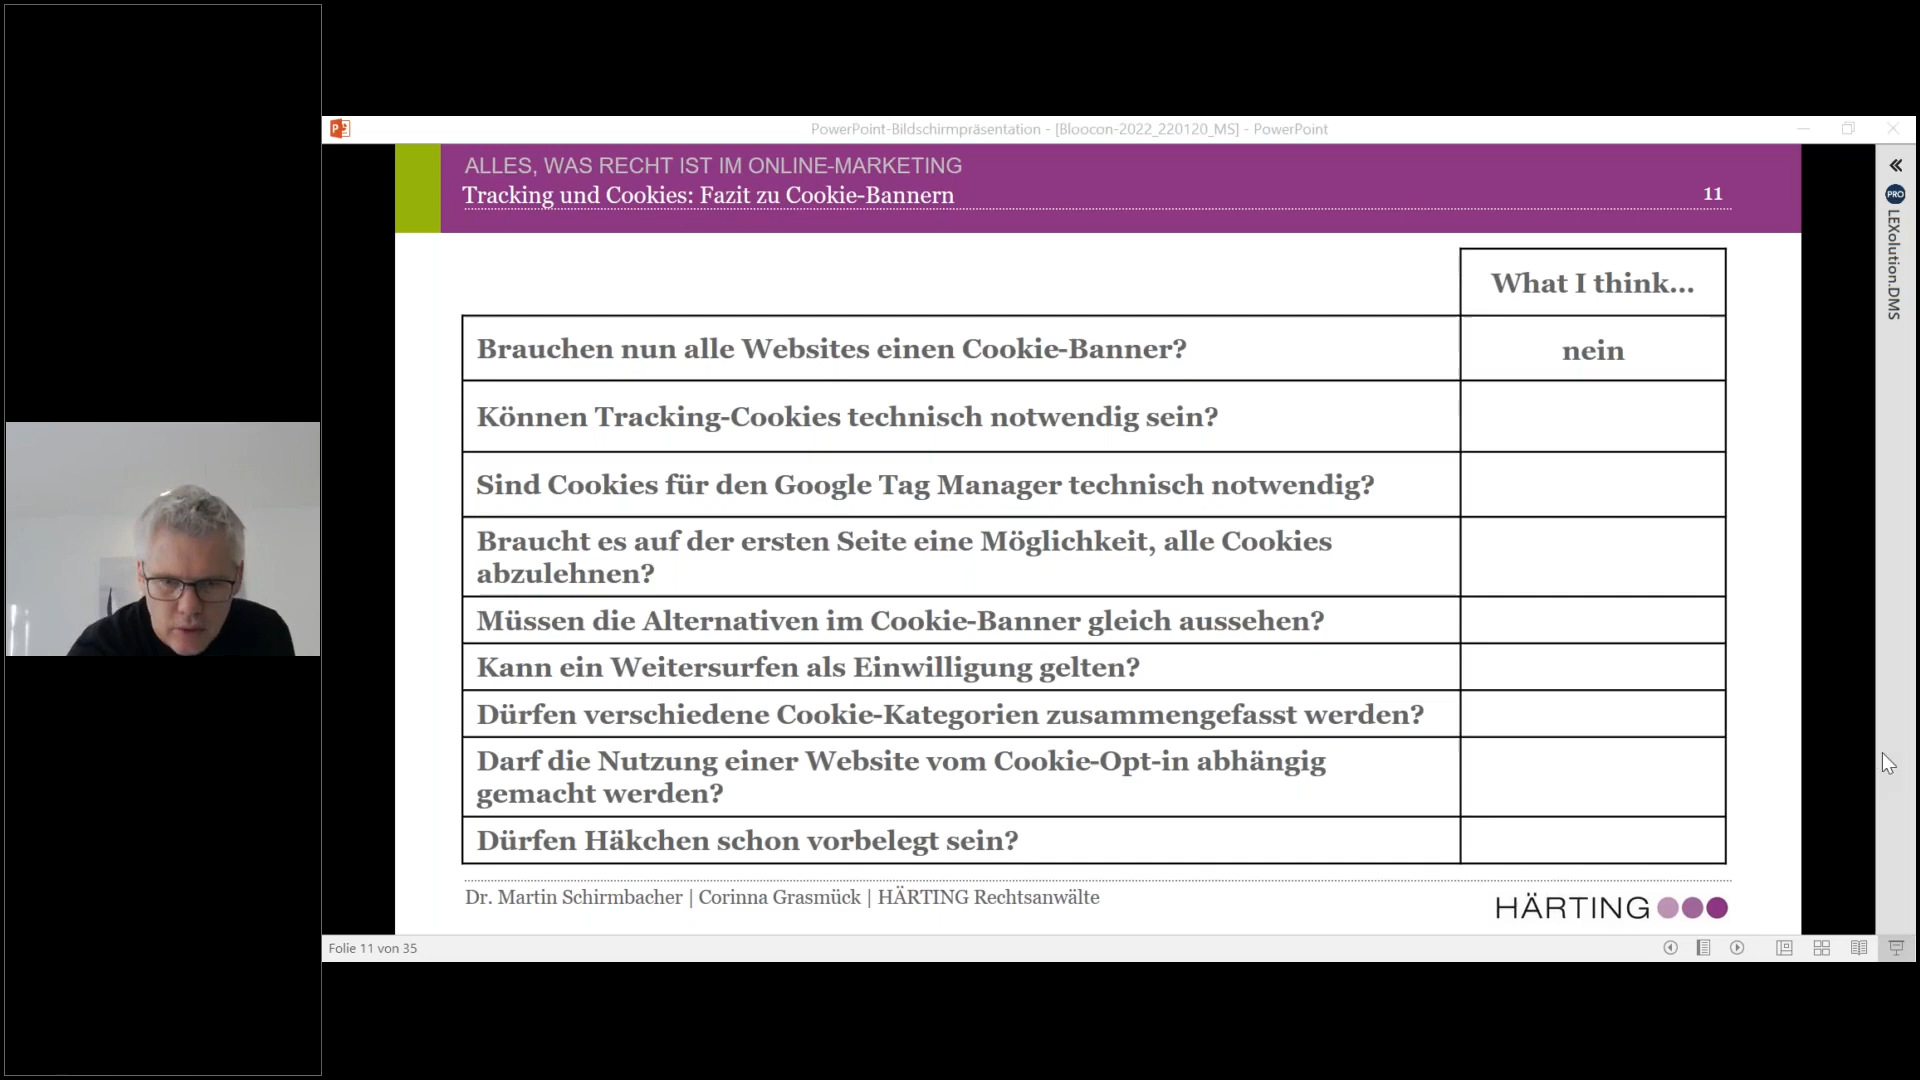 PowerPoint-Bildschirmpräsentation - [Bloocon-2022_220120_MS] - PowerPoint
ALLES, WAS RECHT IST IM ONLINE-MARKETING
Tracking und Cookies: Fazit zu Cookie-Bannern
11
What I think...
Brauchen nun alle Websites einen Cookie-Banner?
nein
Können Tracking-Cookies technisch notwendig sein?
Sind Cookies für den Google Tag Manager technisch notwendig?
Braucht es auf der ersten Seite eine Möglichkeit, alle Cookies
abzulehnen?
Müssen die Alternativen im Cookie-Banner gleich aussehen?
Kann ein Weitersurfen als Einwilligung gelten?
Dürfen verschiedene Cookie-Kategorien zusammengefasst werden?
Darf die Nutzung einer Website vom Cookie-Opt-in abhängig
gemacht werden?
Dürfen Häkchen schon vorbelegt sein?
Dr. Martin Schirmbacher | Corinna Grasmück | HÄRTING Rechtsanwälte
HÄRTING
Folie 11 von 35
PRO
LEXolution.DMS